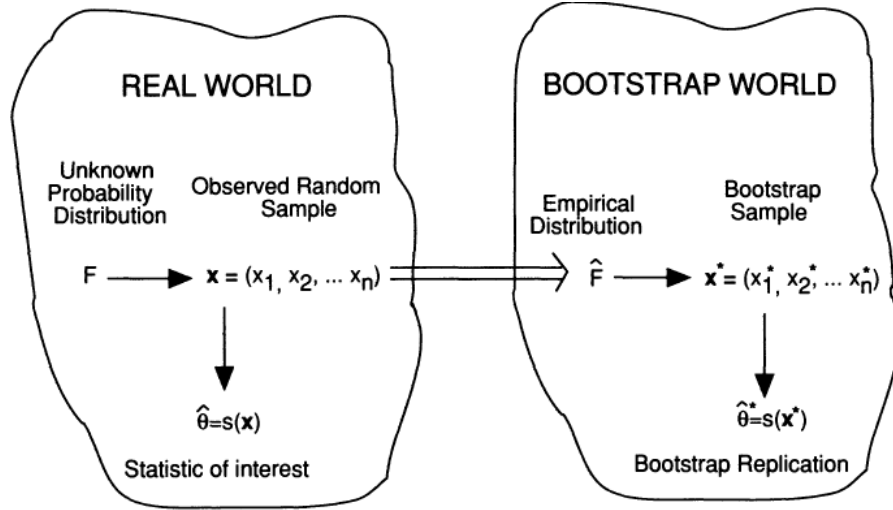 REAL WORLD
Unknown
Probability
Distribution
Observed Random
Sample
F
x = (x₁, x₂, ... xₙ)
θ̂=s(x)
Statistic of interest
BOOTSTRAP WORLD
Empirical
Distribution
Bootstrap
Sample
F̂
x*= (x₁*, x₂*, ... xₙ*)
θ̂*=s(x*)
Bootstrap Replication